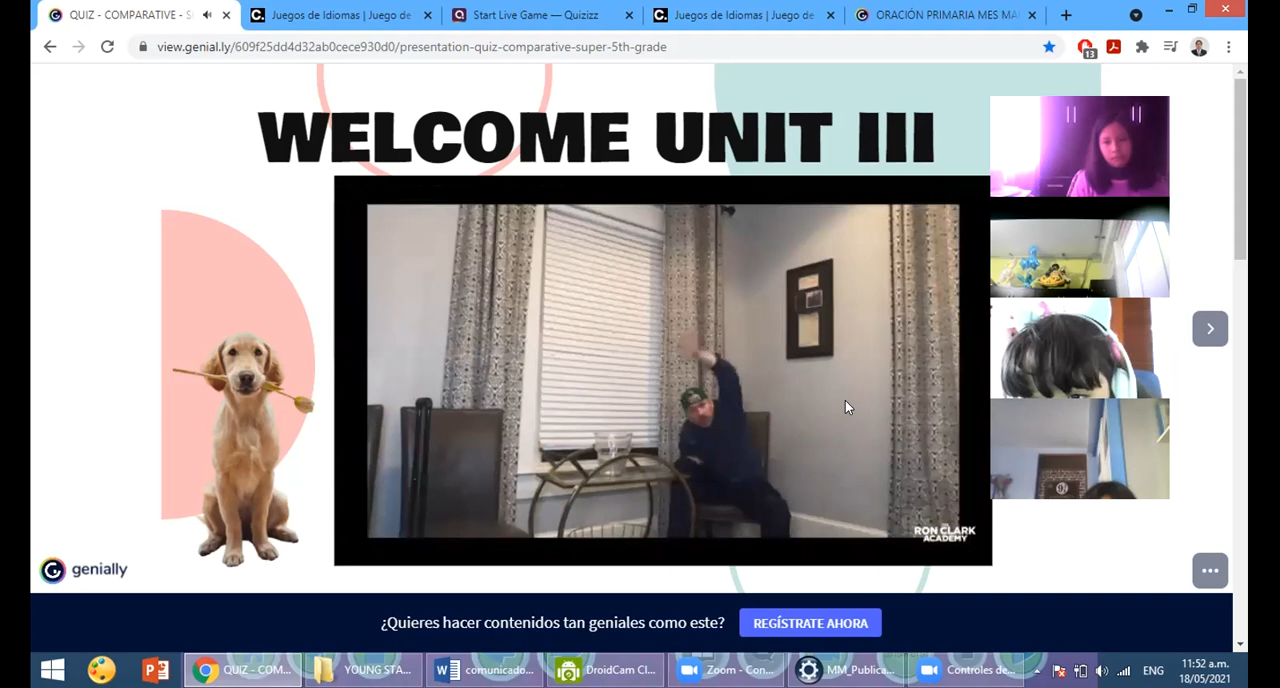 QUIZ - COMPARATIVE - S
Juegos de Idiomas | Juego de
Start Live Game — Quizizz
Juegos de Idiomas | Juego de
ORACIÓN PRIMARIA MES MA
view.genial.ly/609f25dd4d32ab0cece930d0/presentation-quiz-comparative-super-5th-grade
13
WELCOME UNIT III
RON CLARK
ACADEMY
genially
¿Quieres hacer contenidos tan geniales como este?
REGÍSTRATE AHORA
QUIZ – COM...
YOUNG STA...
comunicado...
DroidCam Cl...
Zoom - Con...
MM_Publica...
Controles de...
ENG
11:52 a.m.
18/05/2021